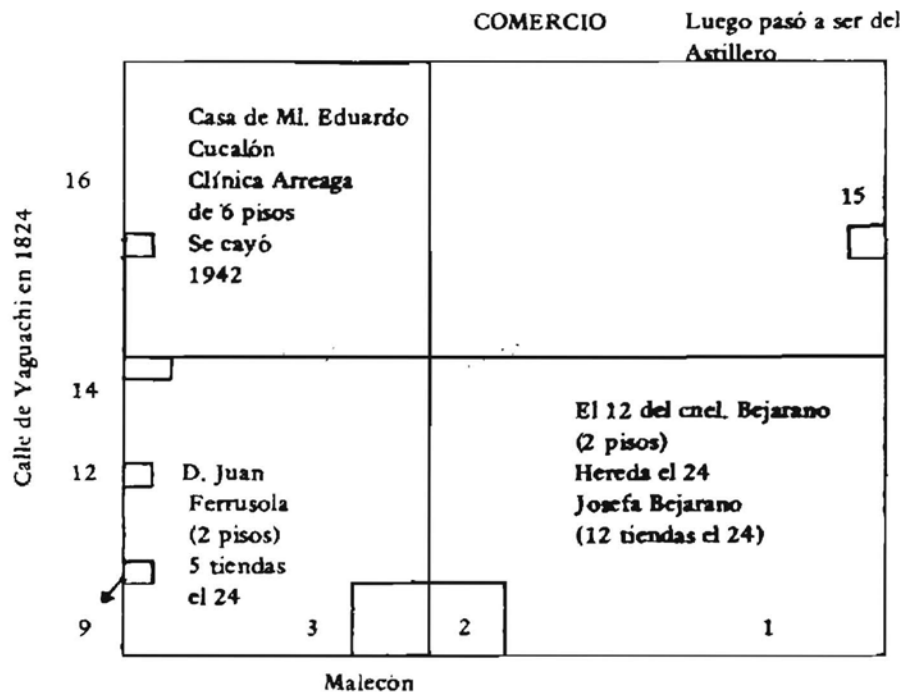 COMERCIO
Luego pasó a ser del
Astillero
Casa de Ml. Eduardo
Cucalón
Clínica Arreaga
de 6 pisos
Se cayó
1942
16
15
Calle de Yaguachi en 1824
14
12
9
D. Juan
Ferrusola
(2 pisos)
5 tiendas
el 24
El 12 del cnel. Bejarano
(2 pisos)
Hereda el 24
Josefa Bejarano
(12 tiendas el 24)
3
2
1
Malecón